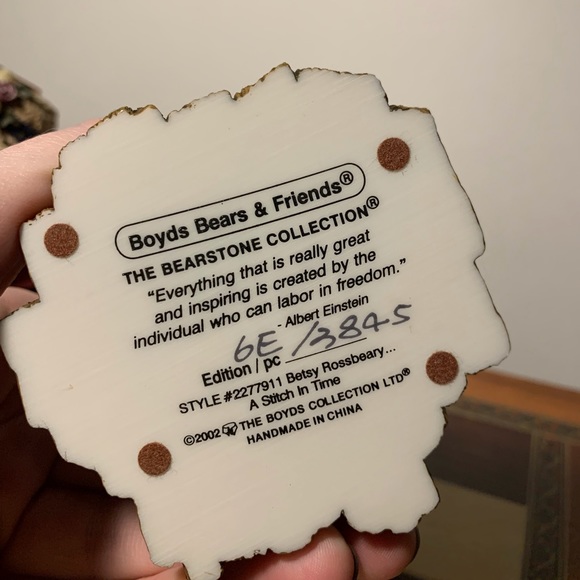 Boyds Bears & Friends®
THE BEARSTONE COLLECTION®
“Everything that is really great
and inspiring is created by the
individual who can labor in freedom.”
- Albert Einstein
6E /3845
Edition / pc
STYLE #2277911 Betsy Rossbeary...
A Stitch In Time
©2002 THE BOYDS COLLECTION LTD®
HANDMADE IN CHINA